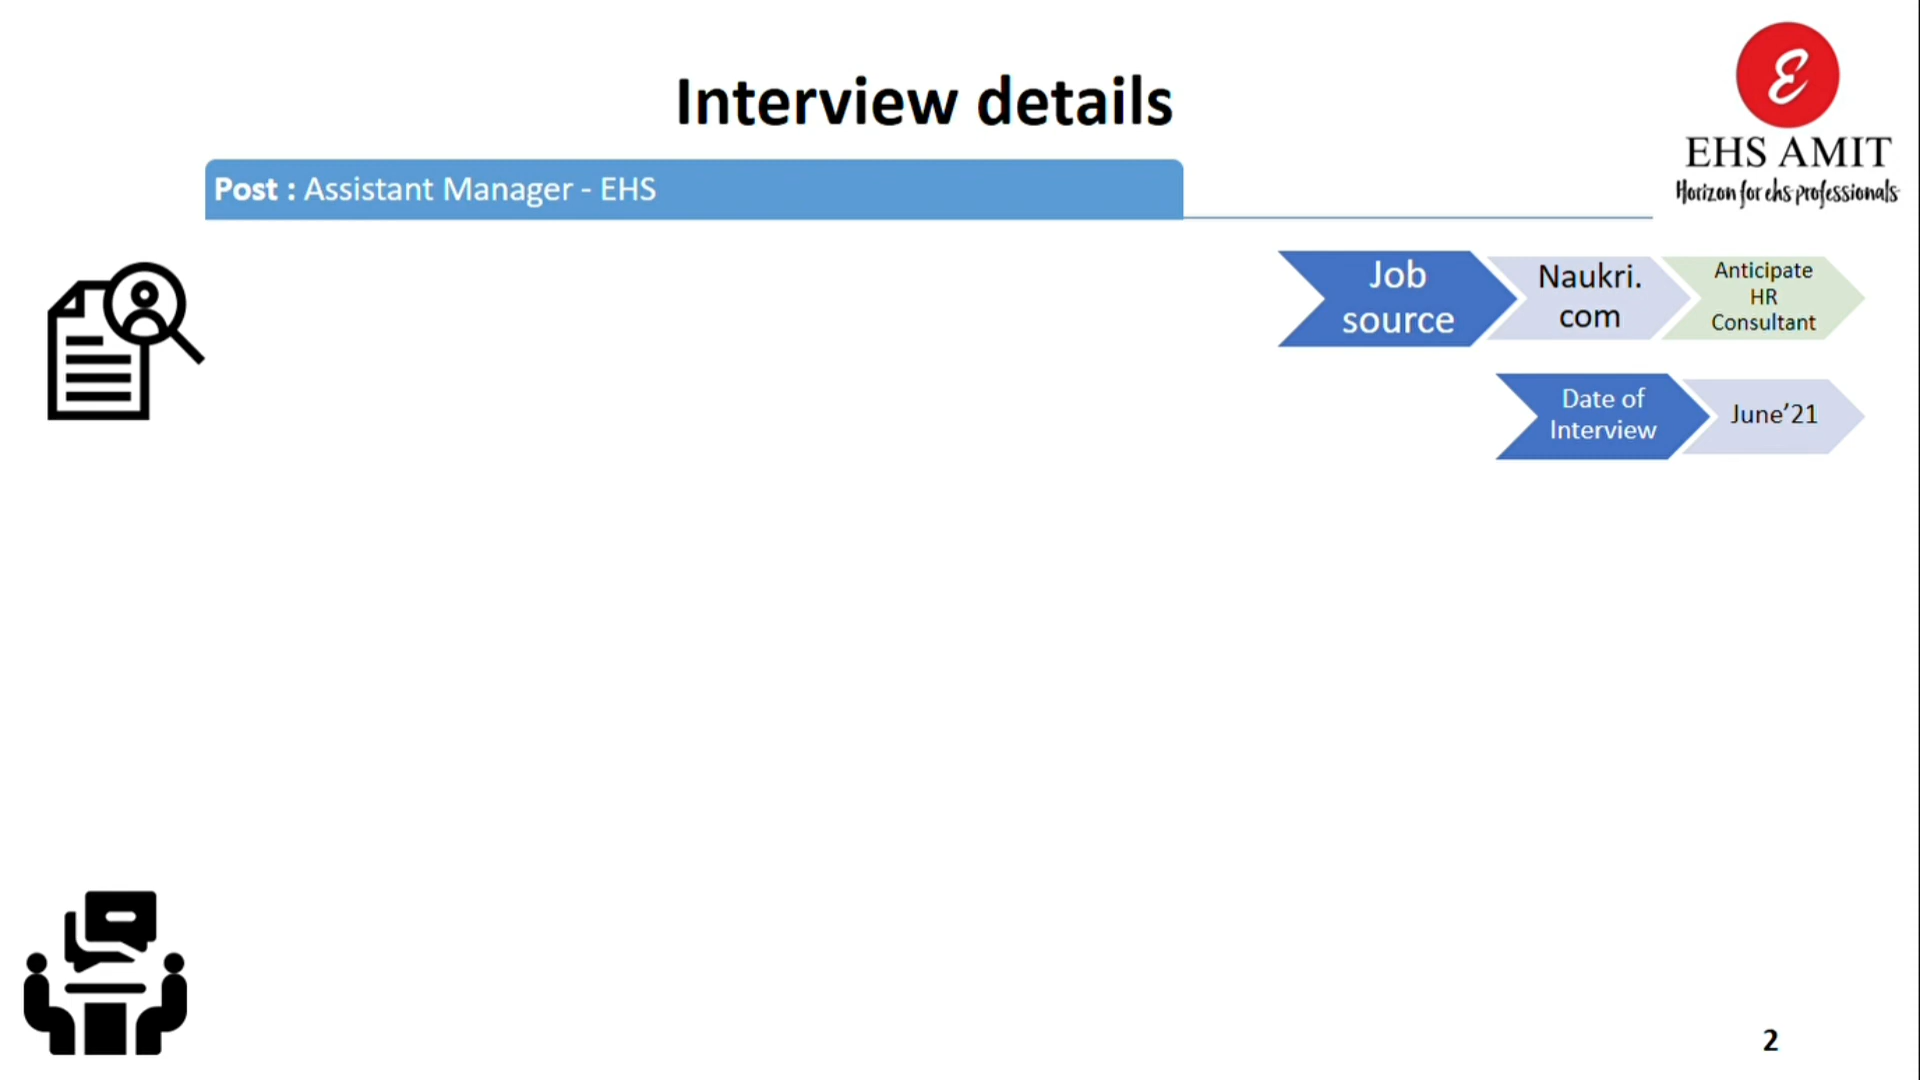 Interview details
EHS AMIT
Horizon for ehs professionals
Post : Assistant Manager - EHS
Job
source
Naukri.
com
Anticipate
HR
Consultant
Date of
Interview
June’21
2